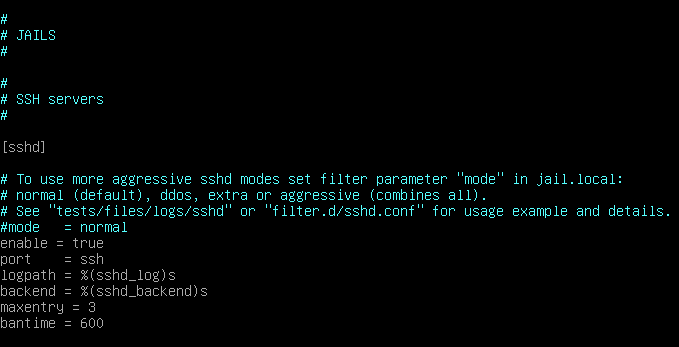 #
# JAILS
#
#
# SSH servers
#
[sshd]
# To use more aggressive sshd modes set filter parameter "mode" in jail.local:
# normal (default), ddos, extra or aggressive (combines all).
# See "tests/files/logs/sshd" or "filter.d/sshd.conf" for usage example and details.
#mode   = normal
enable = true
port    = ssh
logpath = %(sshd_log)s
backend = %(sshd_backend)s
maxentry = 3
bantime = 600